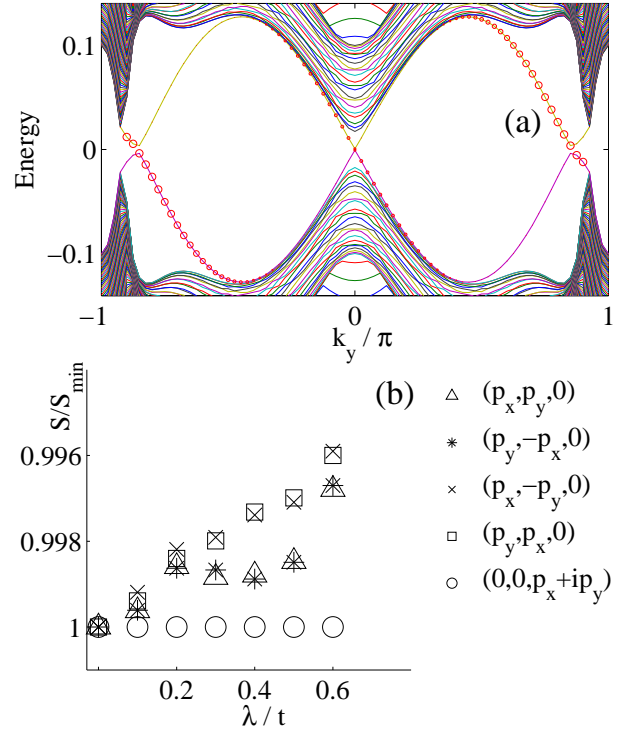 0.1
(a)
Energy
0
−0.1
−1
0
1
k_y / π
(b)
s/s_min
0.996
0.998
1
0.2
0.4
0.6
λ / t
(p_x,p_y,0)
(p_y,−p_x,0)
(p_x,−p_y,0)
(p_y,p_x,0)
(0,0,p_x+ip_y)